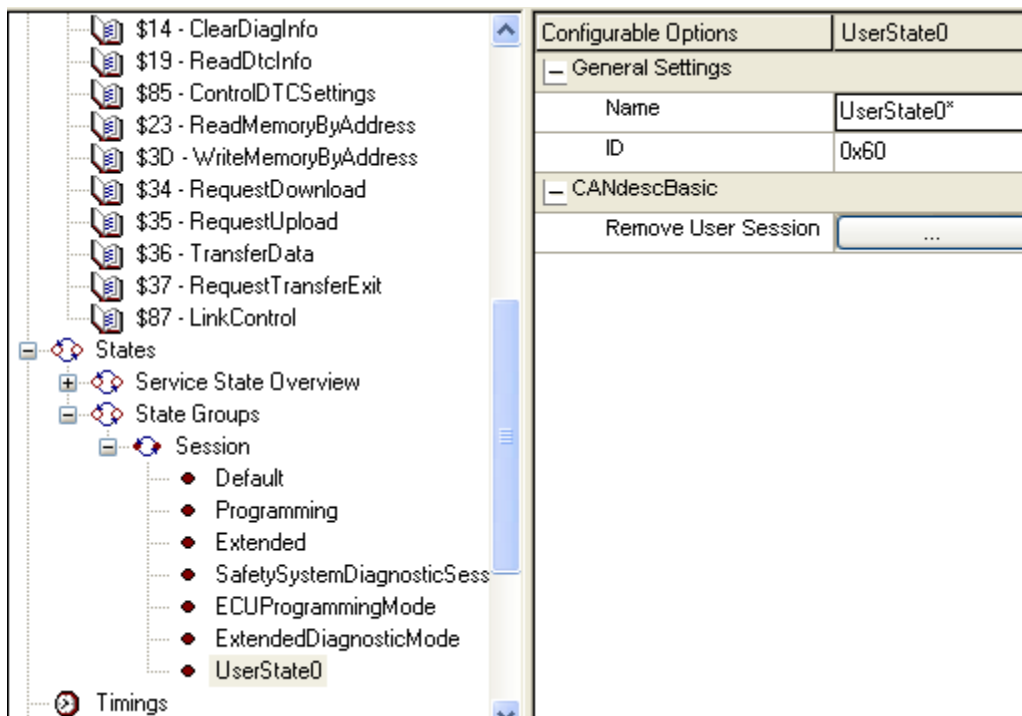 $14 - ClearDiagInfo
$19 - ReadDtcInfo
$85 - ControlDTCSettings
$23 - ReadMemoryByAddress
$3D - WriteMemoryByAddress
$34 - RequestDownload
$35 - RequestUpload
$36 - TransferData
$37 - RequestTransferExit
$87 - LinkControl
States
Service State Overview
State Groups
Session
Default
Programming
Extended
SafetySystemDiagnosticSess
ECUProgrammingMode
ExtendedDiagnosticMode
UserState0
Timings
Configurable Options UserState0
General Settings
Name UserState0*
ID 0x60
CANdescBasic
Remove User Session ...